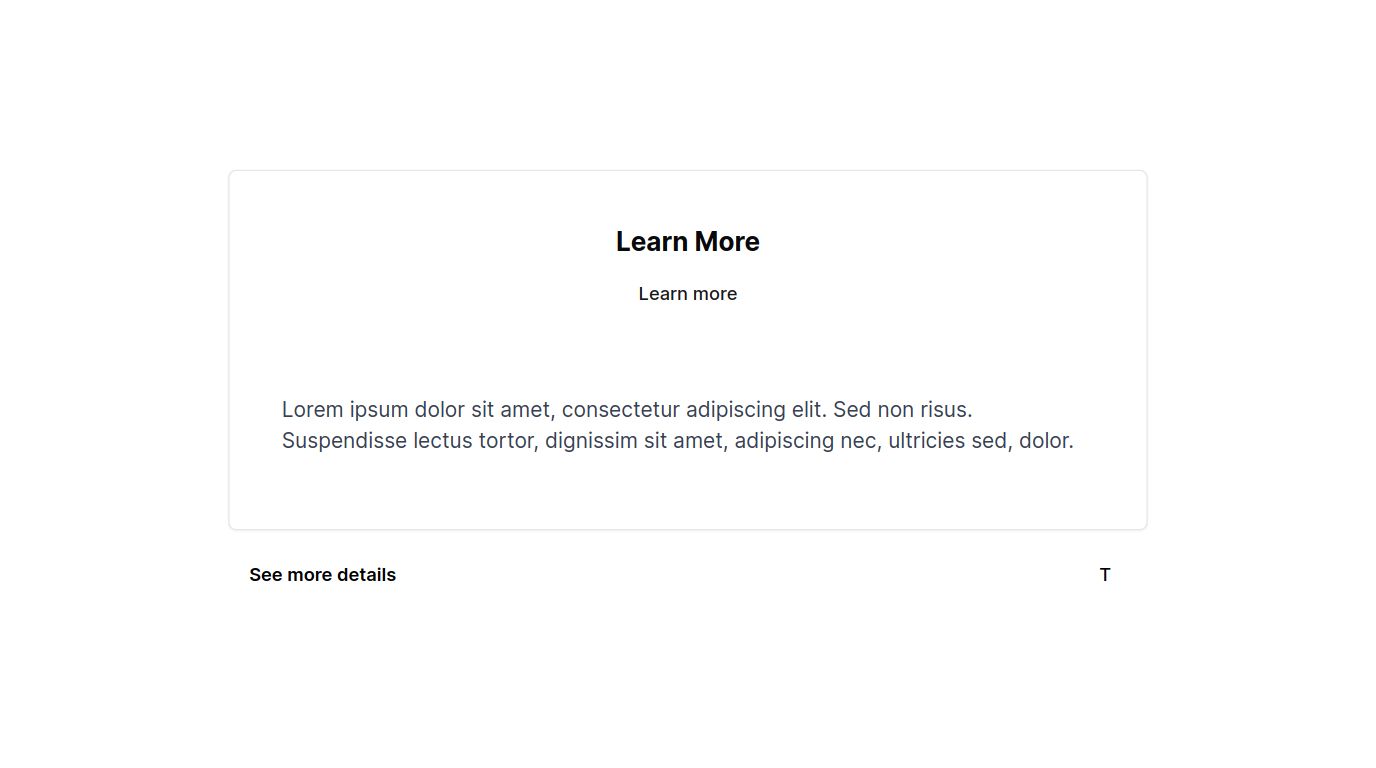 Learn More
Learn more
Lorem ipsum dolor sit amet, consectetur adipiscing elit. Sed non risus.
Suspendisse lectus tortor, dignissim sit amet, adipiscing nec, ultricies sed, dolor.
See more details T